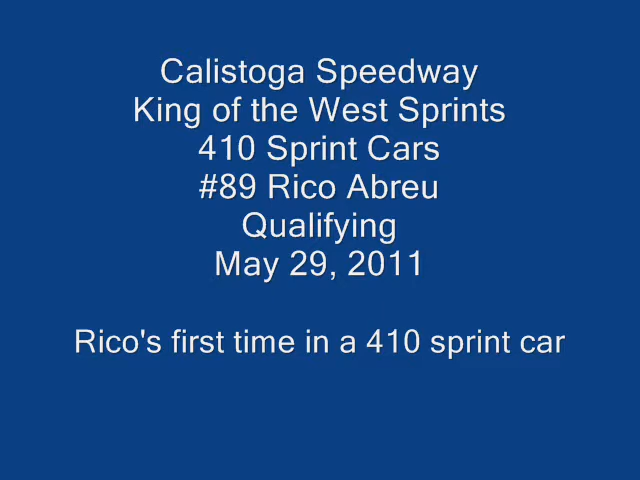 Calistoga Speedway
King of the West Sprints
410 Sprint Cars
#89 Rico Abreu
Qualifying
May 29, 2011
Rico's first time in a 410 sprint car